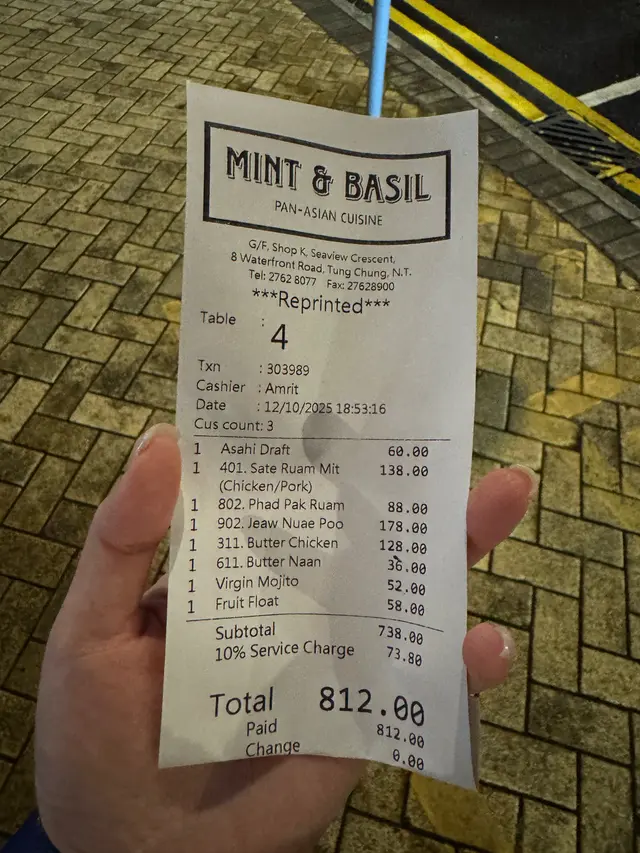 MINT & BASIL
PAN-ASIAN CUISINE
G/F, Shop K, Seaview Crescent,
8 Waterfront Road, Tung Chung, N.T.
Tel: 2762 8077 Fax: 27628900
***Reprinted***
Table : 4
Txn : 303989
Cashier : Amrit
Date : 12/10/2025 18:53:16
Cus count: 3
1 Asahi Draft 60.00
1 401. Sate Ruam Mit 138.00
(Chicken/Pork)
1 802. Phad Pak Ruam 88.00
1 902. Jeaw Nuae Poo 178.00
1 311. Butter Chicken 128.00
1 611. Butter Naan 36.00
1 Virgin Mojito 52.00
1 Fruit Float 58.00
Subtotal 738.00
10% Service Charge 73.80
Total 812.00
Paid 812.00
Change 0.00